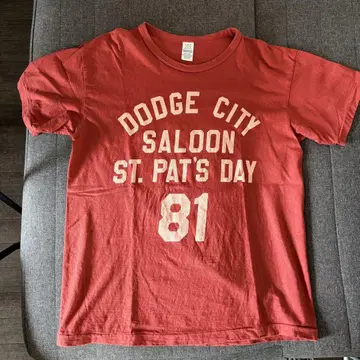 DODGE CITY
SALOON
ST. PAT'S DAY
81